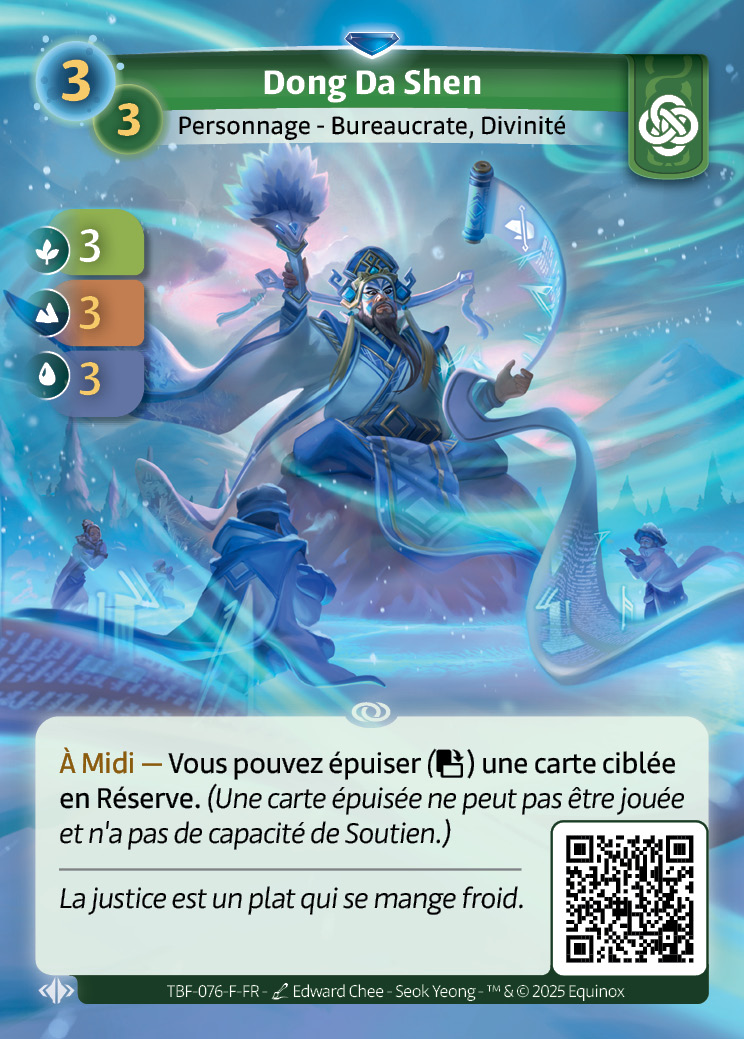 3
Dong Da Shen
3
Personnage - Bureaucrate, Divinité
3
3
3
À Midi — Vous pouvez épuiser () une carte ciblée
en Réserve. (Une carte épuisée ne peut pas être jouée
et n'a pas de capacité de Soutien.)
La justice est un plat qui se mange froid.
TBF-076-F-FR - Edward Chee - Seok Yeong - ™ & © 2025 Equinox